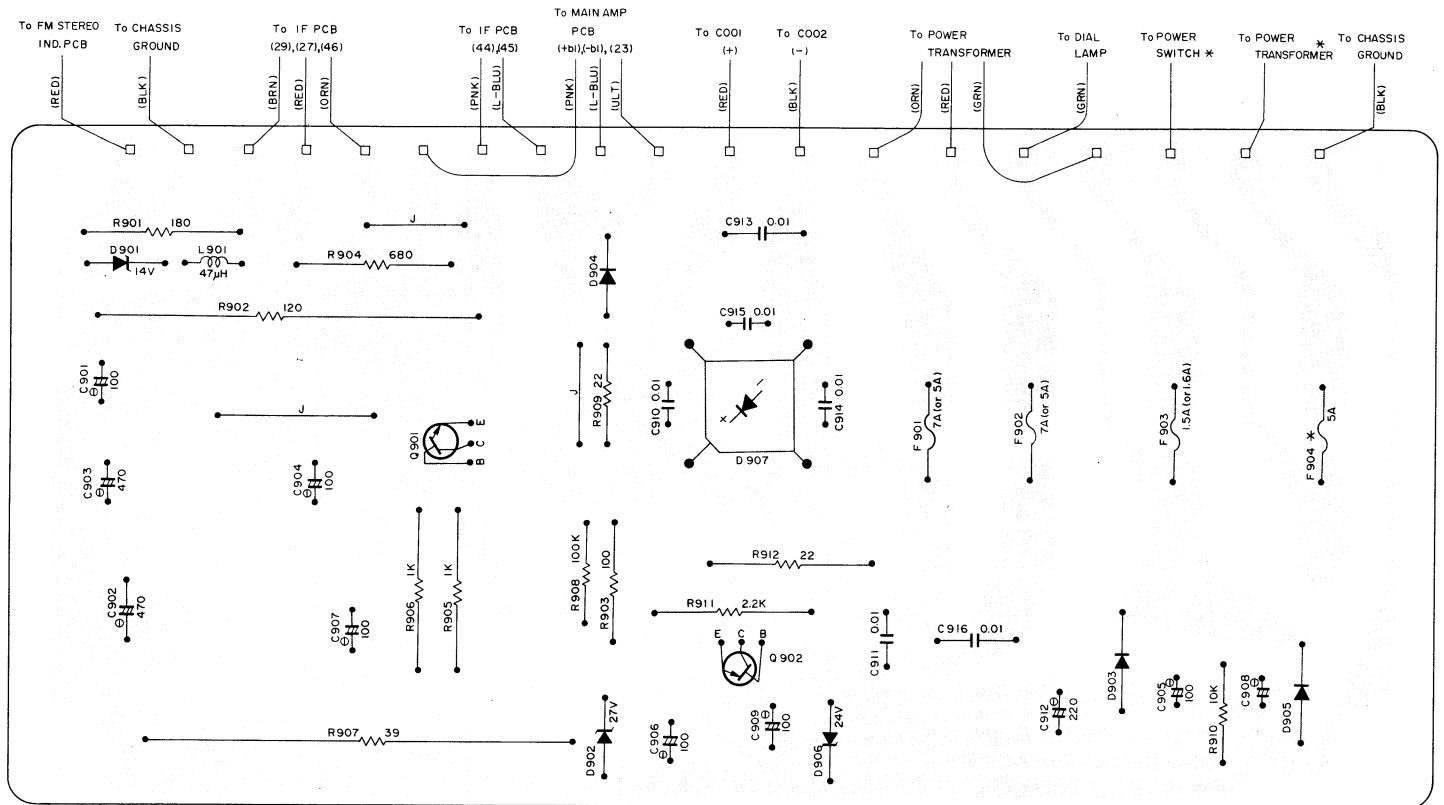 To FM STEREO
IND.PCB
To CHASSIS
GROUND
To IF PCB
(29),(27),(46)
To IF PCB
(44),(45)
To MAIN AMP
PCB
(+b1),(-b1),(23)
To C001
(+)
To C002
(-)
To POWER
TRANSFORMER
To DIAL
LAMP
To POWER
SWITCH *
To POWER
TRANSFORMER *
To CHASSIS
GROUND
(RED)
(BLK)
(BRN)
(RED)
(ORN)
(PNK)
(L-BLU)
(PNK)
(L-BLU)
(ULT)
(RED)
(BLK)
(ORN)
(RED)
(GRN)
(GRN)
(BLK)
R901 180
J
C913 0.01
D901
14V
L901
47μH
R904 680
D904
R902 120
C915 0.01
C901
100
J
R909 22
C910 0.01
+
-
D907
C914 0.01
F901
7A (or 5A)
F902
7A (or 5A)
F903
1.5A (or 1.6A)
F904 *
5A
J
Q901
E
C
B
C903
470
C904
100
C902
470
C907
100
R906
1K
R905
1K
R908
100K
R903
100
R912 22
R911 2.2K
E C B
Q902
C911 0.01
C916 0.01
D903
C905
100
R910
10K
C908
D905
C912
220
R907 39
D902
27V
C906
100
C909
100
D906
24V